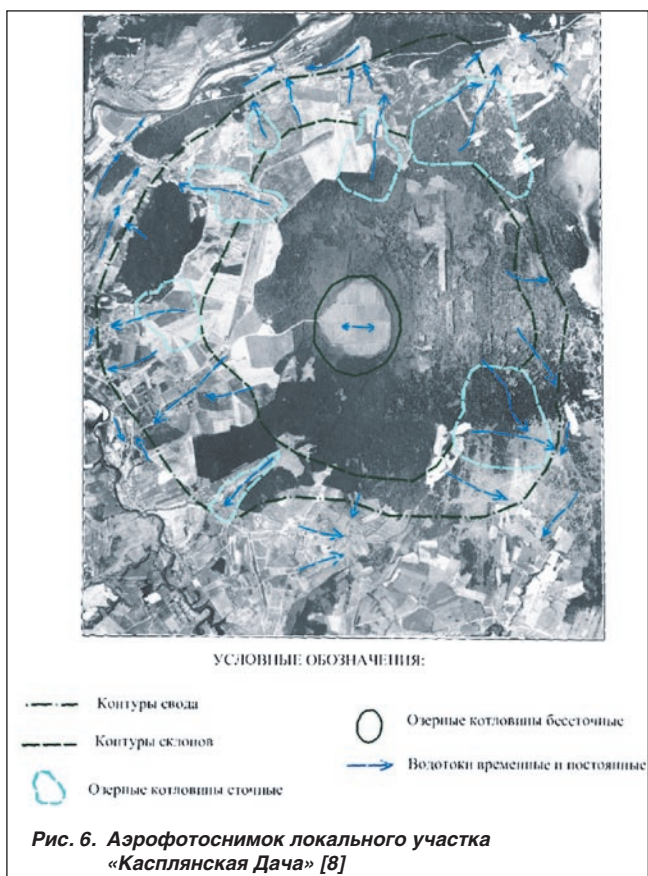 УСЛОВНЫЕ ОБОЗНАЧЕНИЯ:
Контуры свода
Контуры склонов
Озерные котловины сточные
Озерные котловины бессточные
Водотоки временные и постоянные
Рис. 6. Аэрофотоснимок локального участка
«Касплянская Дача» [8]